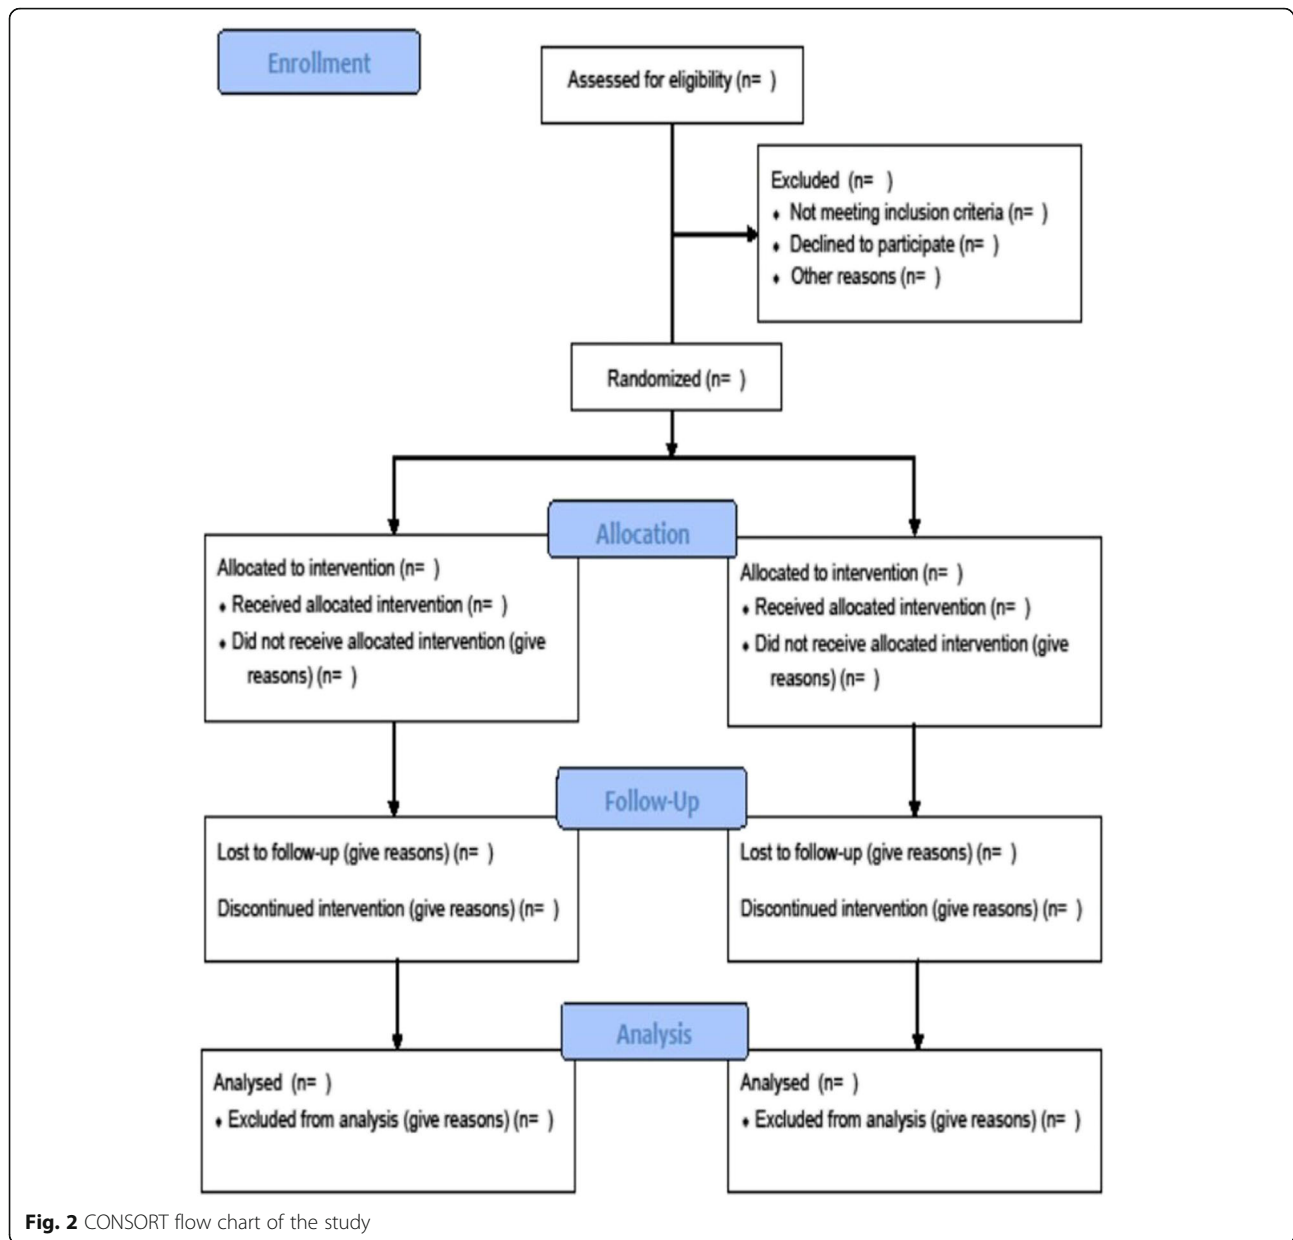 Enrollment
Assessed for eligibility (n= )
Excluded (n= )
♦ Not meeting inclusion criteria (n= )
♦ Declined to participate (n= )
♦ Other reasons (n= )
Randomized (n= )
Allocation
Allocated to intervention (n= )
♦ Received allocated intervention (n= )
♦ Did not receive allocated intervention (give
reasons) (n= )
Allocated to intervention (n= )
♦ Received allocated intervention (n= )
♦ Did not receive allocated intervention (give
reasons) (n= )
Follow-Up
Lost to follow-up (give reasons) (n= )
Discontinued intervention (give reasons) (n= )
Lost to follow-up (give reasons) (n= )
Discontinued intervention (give reasons) (n= )
Analysis
Analysed (n= )
♦ Excluded from analysis (give reasons) (n= )
Analysed (n= )
♦ Excluded from analysis (give reasons) (n= )
Fig. 2 CONSORT flow chart of the study